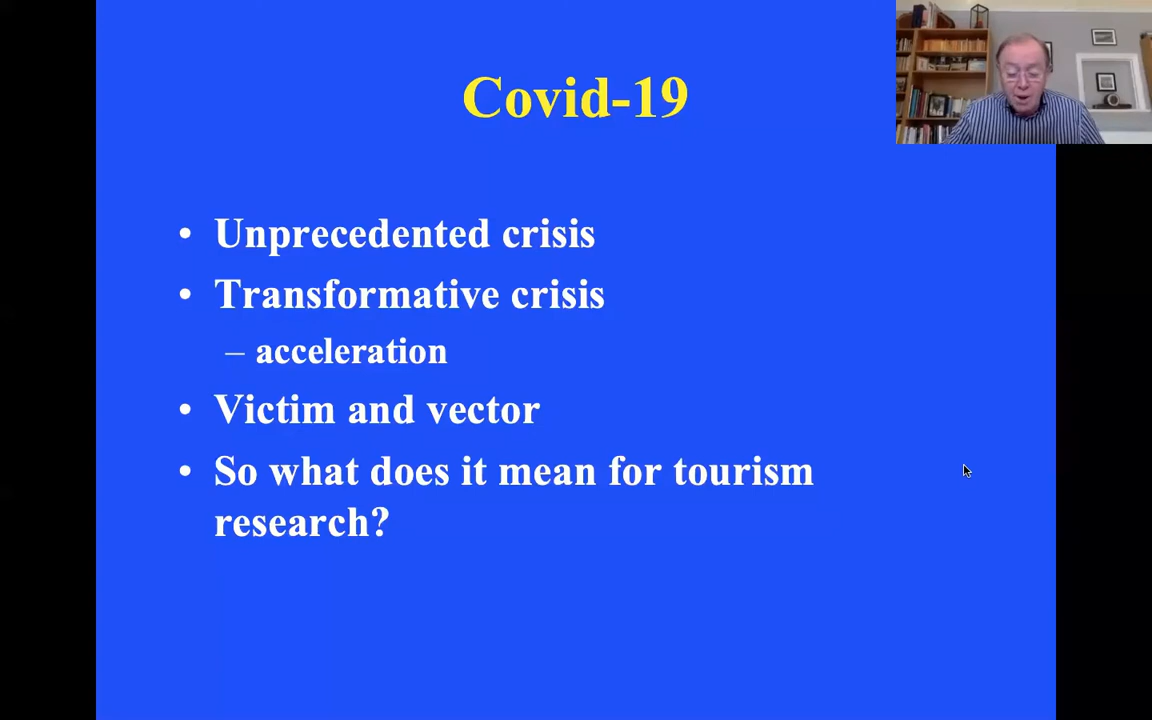 Covid-19
• Unprecedented crisis
• Transformative crisis
– acceleration
• Victim and vector
• So what does it mean for tourism
research?